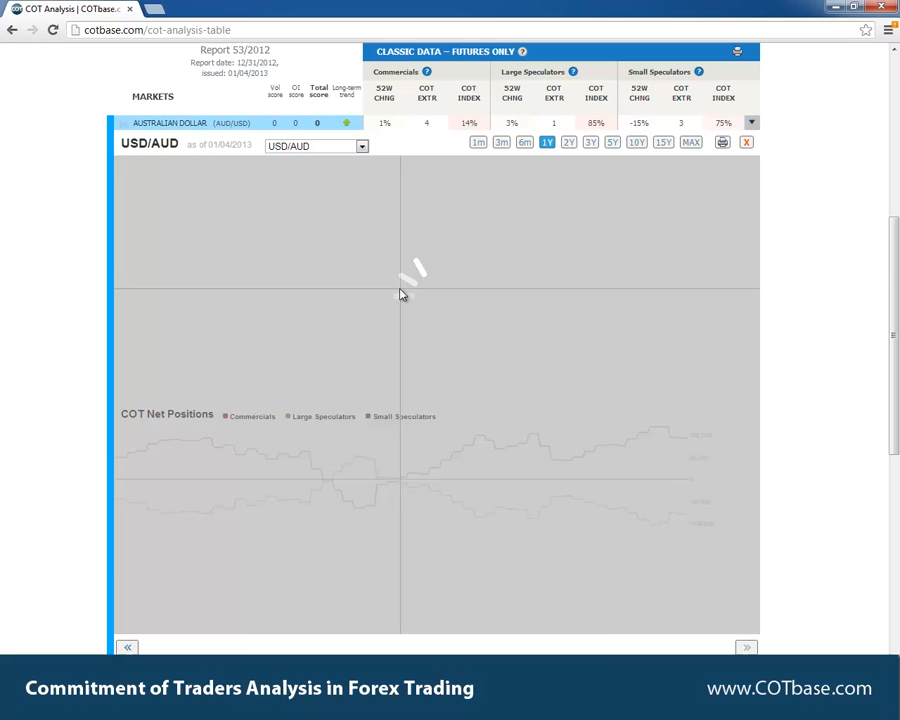 COT Analysis | COTbase.c
cotbase.com/cot-analysis-table
Report 53/2012
Report date: 12/31/2012,
issued: 01/04/2013
MARKETS
Vol score
OI score
Total score
Long-term trend
CLASSIC DATA – FUTURES ONLY ?
Commercials ? Large Speculators ? Small Speculators ?
52W CHNG COT EXTR COT INDEX 52W CHNG COT EXTR COT INDEX 52W CHNG COT EXTR COT INDEX
AUSTRALIAN DOLLAR (AUD/USD) 0 0 0 1% 4 14% 3% 1 85% -15% 3 75%
USD/AUD as of 01/04/2013 USD/AUD 1m 3m 6m 1Y 2Y 3Y 5Y 10Y 15Y MAX X
COT Net Positions Commercials Large Speculators Small Speculators
« »
Commitment of Traders Analysis in Forex Trading www.COTbase.com